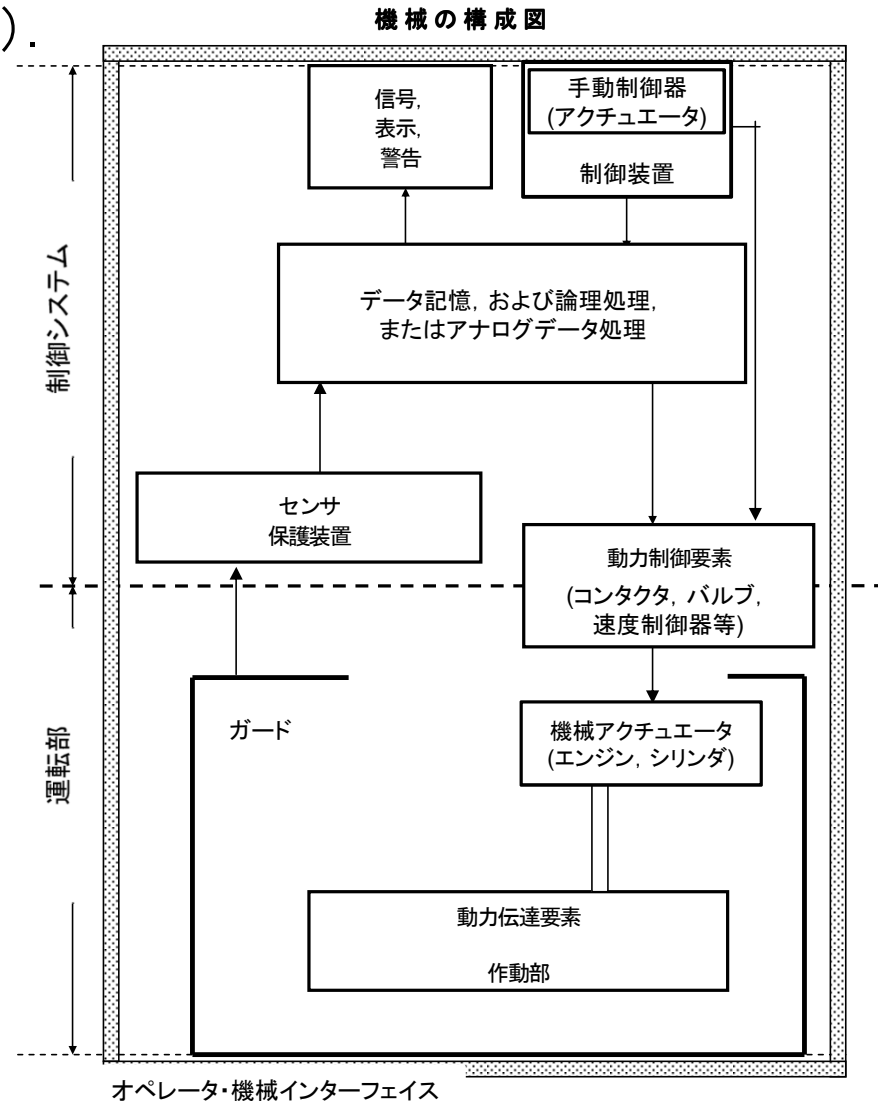 機械の構成図
).
信号,
表示,
警告
手動制御器
(アクチュエータ)
制御装置
制御システム
データ記憶, および論理処理,
またはアナログデータ処理
センサ
保護装置
動力制御要素
(コンタクタ, バルブ,
速度制御器等)
運転部
ガード
機械アクチュエータ
(エンジン, シリンダ)
動力伝達要素
作動部
オペレータ・機械インターフェイス